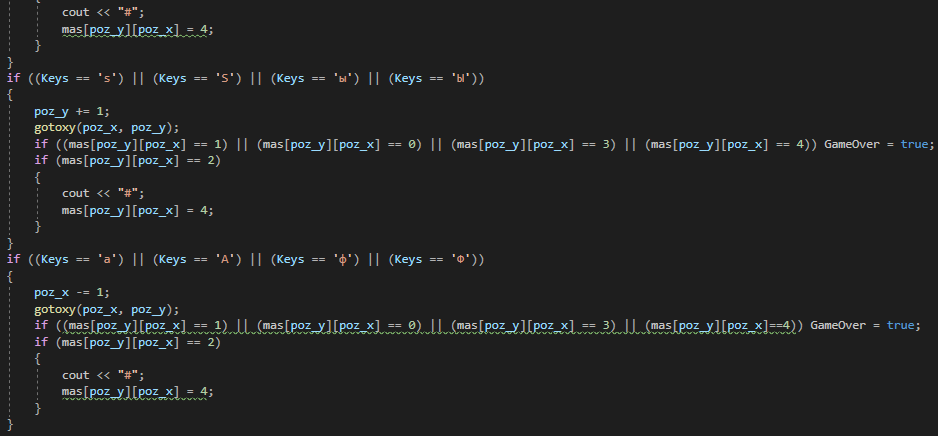 {
cout << "#";
mas[poz_y][poz_x] = 4;
}
}
if ((Keys == 's') || (Keys == 'S') || (Keys == 'ы') || (Keys == 'Ы'))
{
poz_y += 1;
gotoxy(poz_x, poz_y);
if ((mas[poz_y][poz_x] == 1) || (mas[poz_y][poz_x] == 0) || (mas[poz_y][poz_x] == 3) || (mas[poz_y][poz_x] == 4)) GameOver = true;
if (mas[poz_y][poz_x] == 2)
{
cout << "#";
mas[poz_y][poz_x] = 4;
}
}
if ((Keys == 'a') || (Keys == 'A') || (Keys == 'ф') || (Keys == 'Ф'))
{
poz_x -= 1;
gotoxy(poz_x, poz_y);
if ((mas[poz_y][poz_x] == 1) || (mas[poz_y][poz_x] == 0) || (mas[poz_y][poz_x] == 3) || (mas[poz_y][poz_x]==4)) GameOver = true;
if (mas[poz_y][poz_x] == 2)
{
cout << "#";
mas[poz_y][poz_x] = 4;
}
}